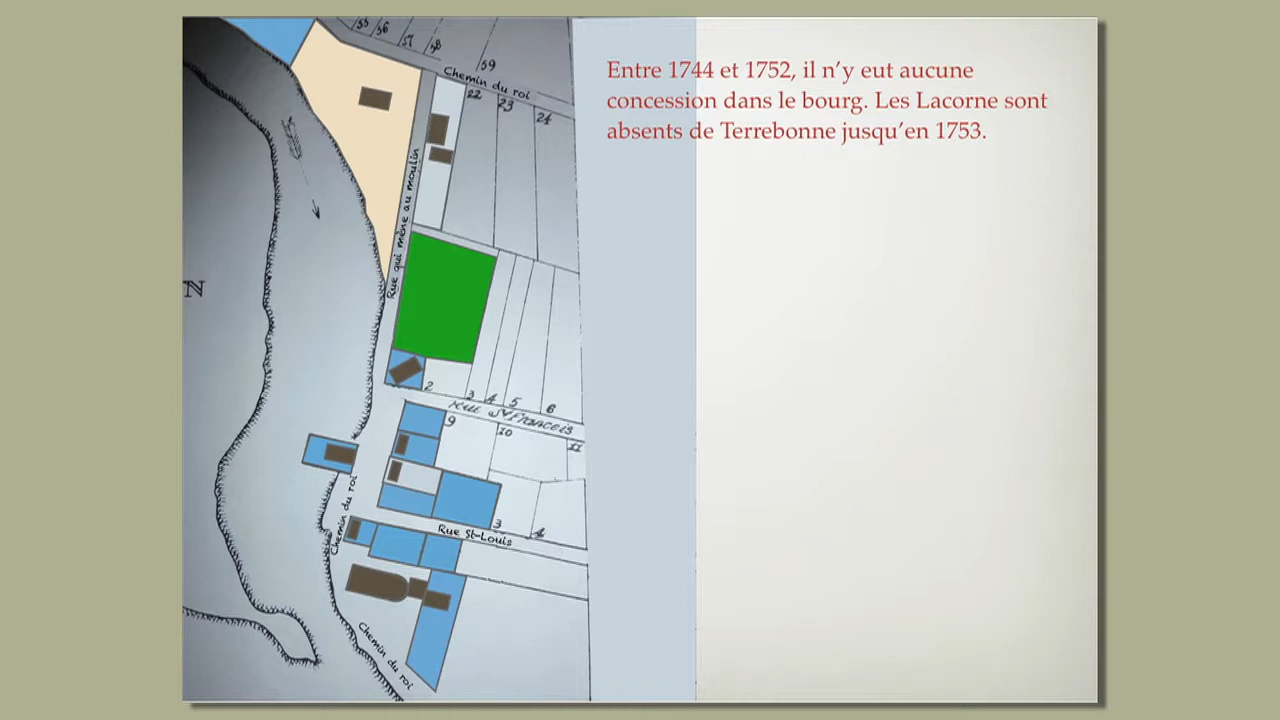 Entre 1744 et 1752, il n’y eut aucune
concession dans le bourg. Les Lacorne sont
absents de Terrebonne jusqu’en 1753.
55
56
57
58
59
Chemin du roi
22
23
24
Rue qui mène au moulin
N
2
3
4
5
6
Rue St François
9
10
11
Chemin du roi
3
4
Rue St-Louis
Chemin du roi